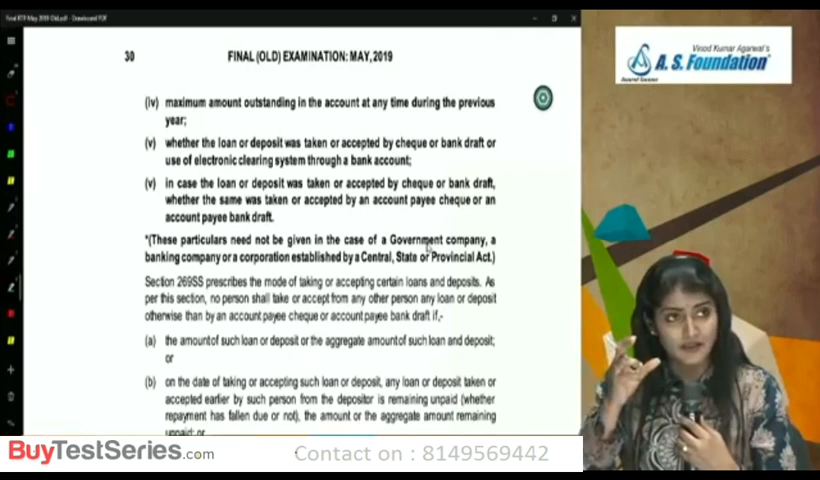 Final RTP May 2019 Old.pdf - Drawboard PDF
Vinod Kumar Agarwal's
A. S. Foundation
30 FINAL (OLD) EXAMINATION: MAY, 2019
(iv) maximum amount outstanding in the account at any time during the previous
year;
(v) whether the loan or deposit was taken or accepted by cheque or bank draft or
use of electronic clearing system through a bank account;
(v) in case the loan or deposit was taken or accepted by cheque or bank draft,
whether the same was taken or accepted by an account payee cheque or an
account payee bank draft.
*(These particulars need not be given in the case of a Government company, a
banking company or a corporation established by a Central, State or Provincial Act.)
Section 269SS prescribes the mode of taking or accepting certain loans and deposits. As
per this section, no person shall take or accept from any other person any loan or deposit
otherwise than by an account payee cheque or account payee bank draft if,-
(a) the amount of such loan or deposit or the aggregate amount of such loan and deposit;
or
(b) on the date of taking or accepting such loan or deposit, any loan or deposit taken or
accepted earlier by such person from the depositor is remaining unpaid (whether
repayment has fallen due or not), the amount or the aggregate amount remaining
unpaid; or
BuyTestSeries.com Contact on : 8149569442